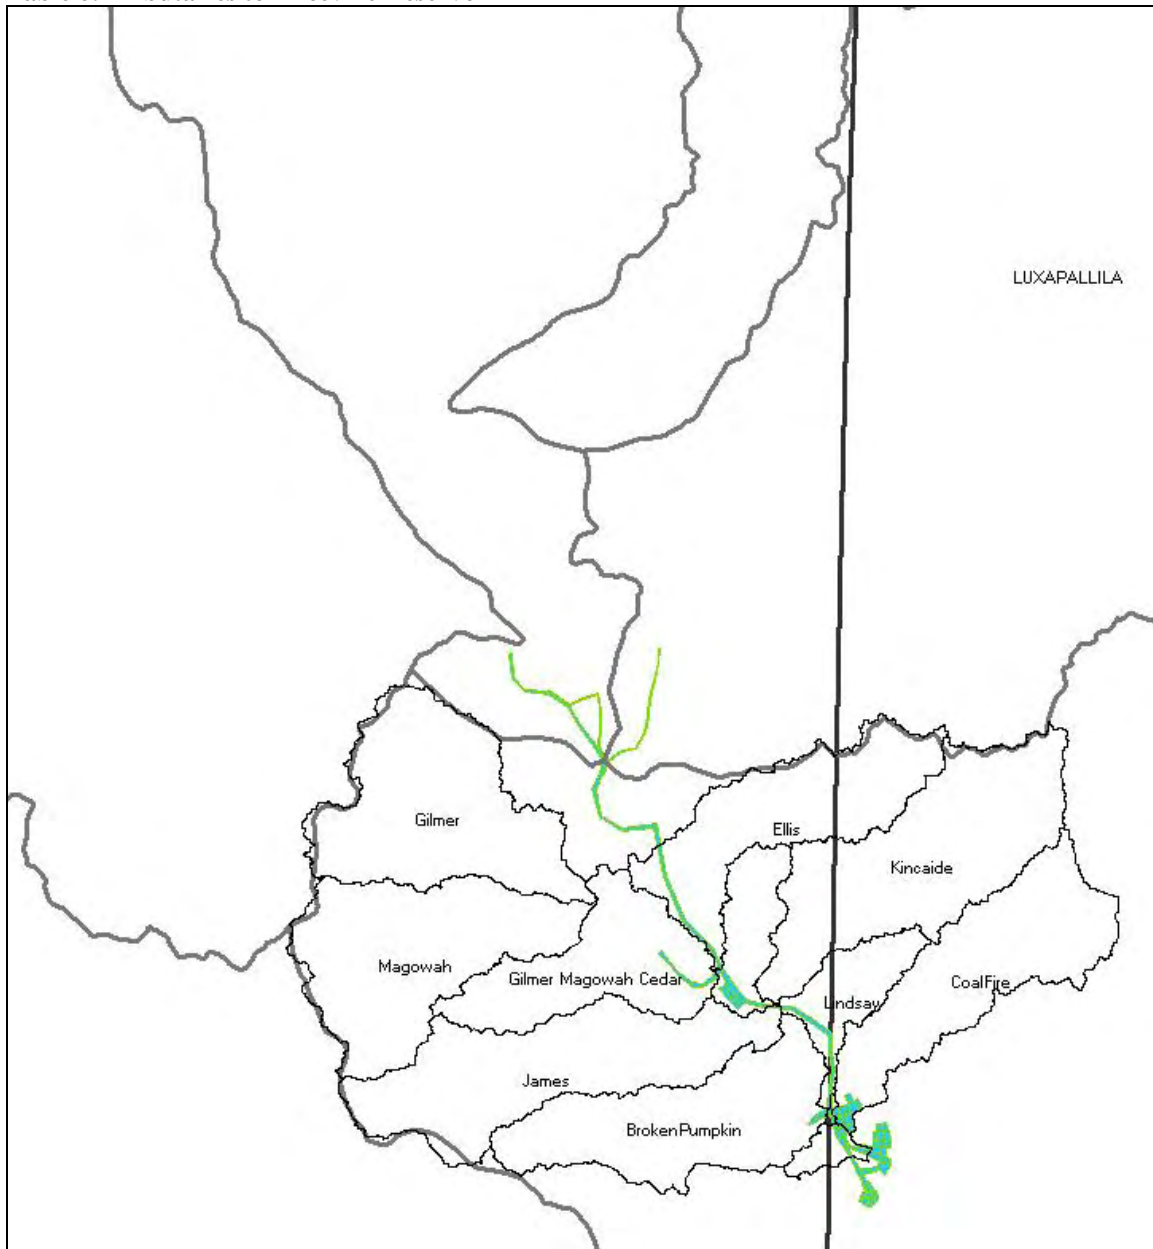 LUXAPALLILA
Gilmer
Ellis
Kincaide
Magowah
Gilmer Magowah Cedar
CoalFire
Lindsay
James
BrokenPumpkin